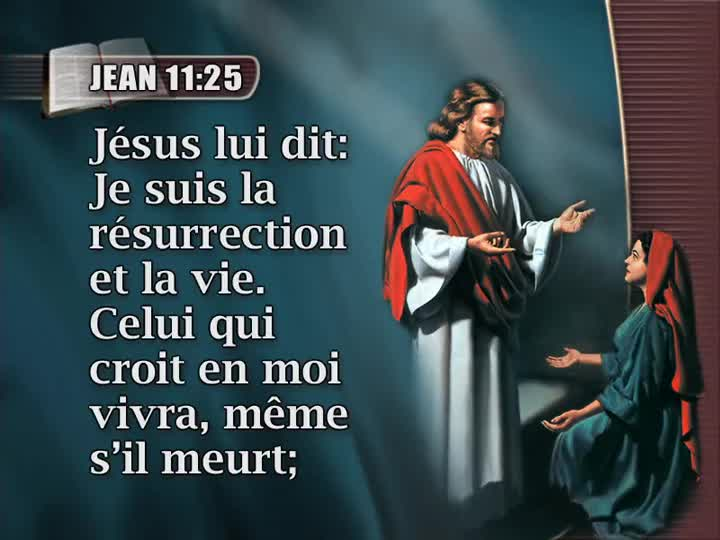 JEAN 11:25
Jésus lui dit:
Je suis la
résurrection
et la vie.
Celui qui
croit en moi
vivra, même
s’il meurt;